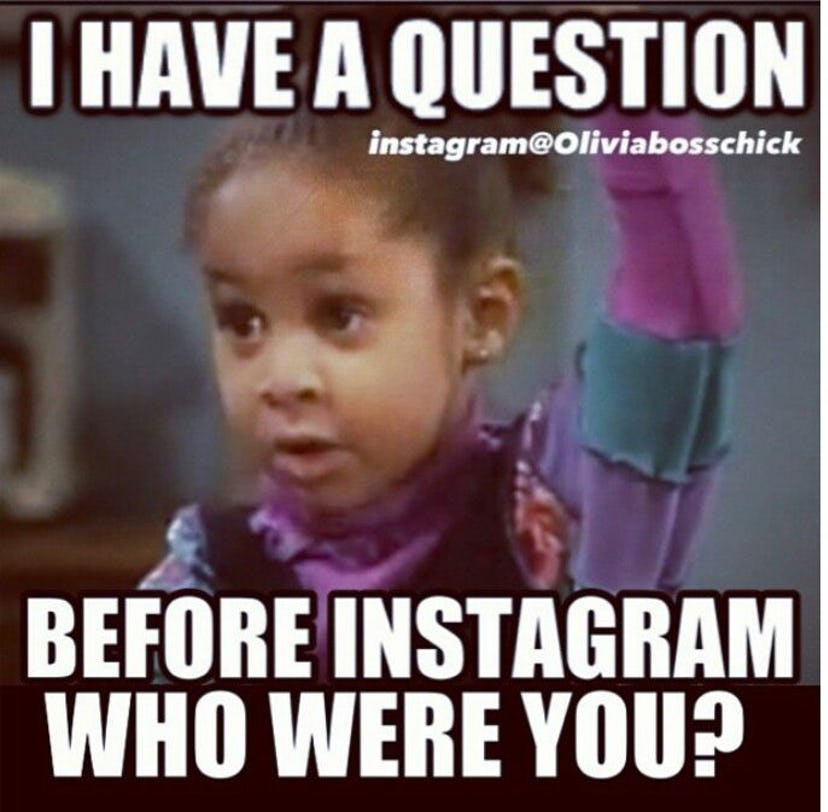 I HAVE A QUESTION
instagram@Oliviabosschick
BEFORE INSTAGRAM
WHO WERE YOU?